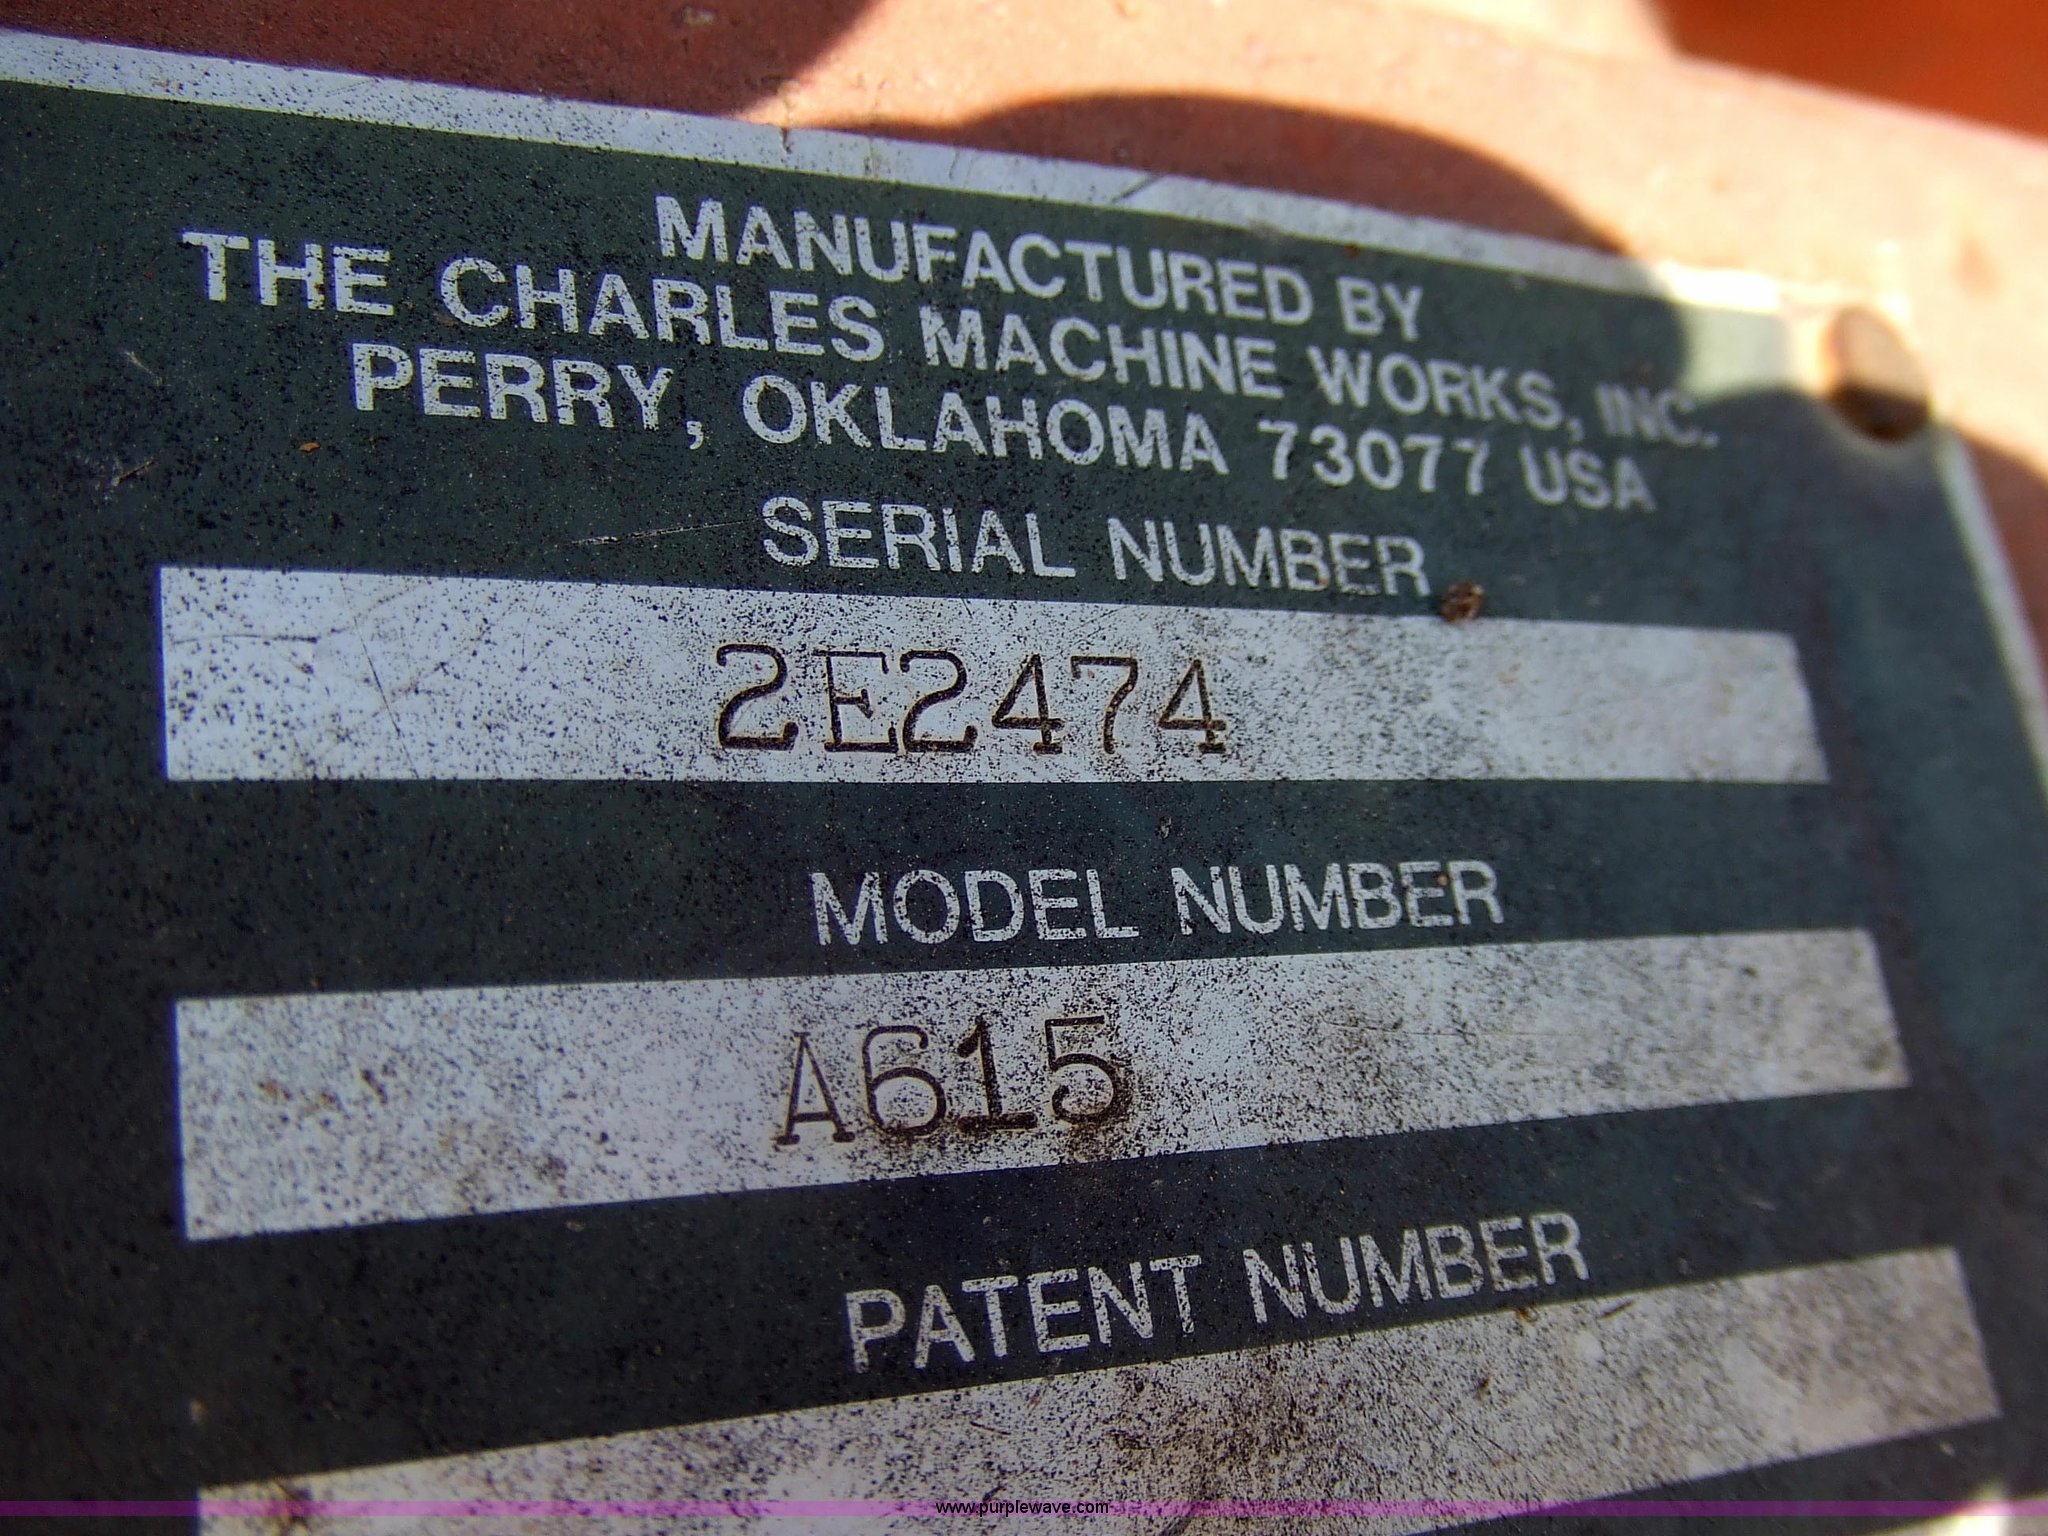 MANUFACTURED BY
THE CHARLES MACHINE WORKS, INC.
PERRY, OKLAHOMA 73077 USA
SERIAL NUMBER
2E2474
MODEL NUMBER
A615
PATENT NUMBER
www.purplewave.com